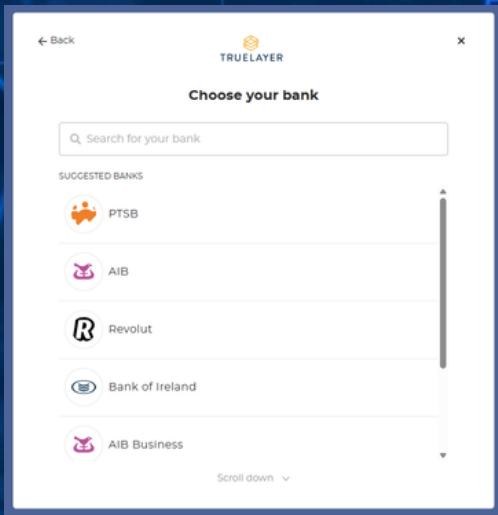 ← Back
TRUELAYER
×
Choose your bank
Search for your bank
SUGGESTED BANKS
PTSB
AIB
Revolut
Bank of Ireland
AIB Business
Scroll down